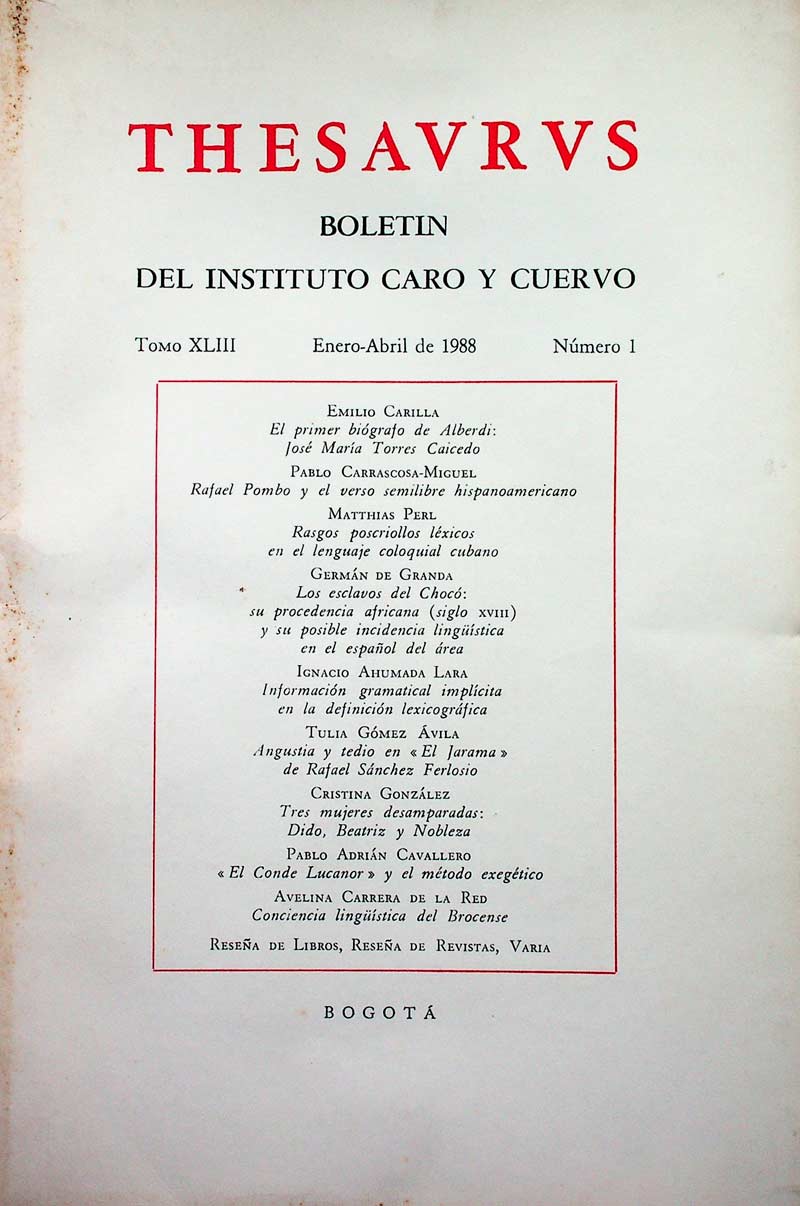 THESAVRVS
BOLETIN
DEL INSTITUTO CARO Y CUERVO
Tomo XLIII Enero-Abril de 1988 Número 1
Emilio Carilla
El primer biógrafo de Alberdi:
José María Torres Caicedo
Pablo Carrascosa-Miguel
Rafael Pombo y el verso semilibre hispanoamericano
Matthias Perl
Rasgos poscriollos léxicos
en el lenguaje coloquial cubano
Germán de Granda
Los esclavos del Chocó:
su procedencia africana (siglo XVIII)
y su posible incidencia lingüística
en el español del área
Ignacio Ahumada Lara
Información gramatical implícita
en la definición lexicográfica
Tulia Gómez Ávila
Angustia y tedio en «El Jarama»
de Rafael Sánchez Ferlosio
Cristina González
Tres mujeres desamparadas:
Dido, Beatriz y Nobleza
Pablo Adrián Cavallero
«El Conde Lucanor» y el método exegético
Avelina Carrera de la Red
Conciencia lingüística del Brocense
Reseña de Libros, Reseña de Revistas, Varia
BOGOTÁ